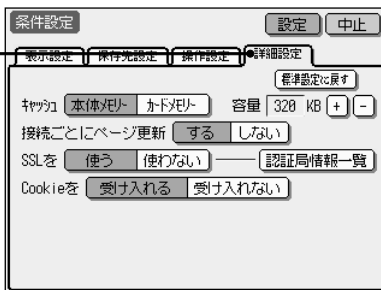 条件設定 設定 中止
表示設定 保存先設定 操作設定 詳細設定
標準設定に戻す
ｷｬｯｼｭ 本体ﾒﾓﾘｰ ｶｰﾄﾞﾒﾓﾘｰ 容量 320 KB + -
接続ごとにページ更新 する しない
SSLを 使う 使わない 認証局情報一覧
Cookieを 受け入れる 受け入れない